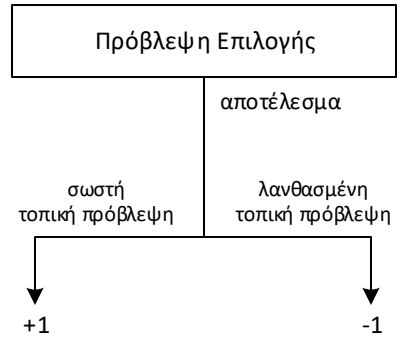 Πρόβλεψη Επιλογής
αποτέλεσμα
σωστή
τοπική πρόβλεψη
λανθασμένη
τοπική πρόβλεψη
+1
-1